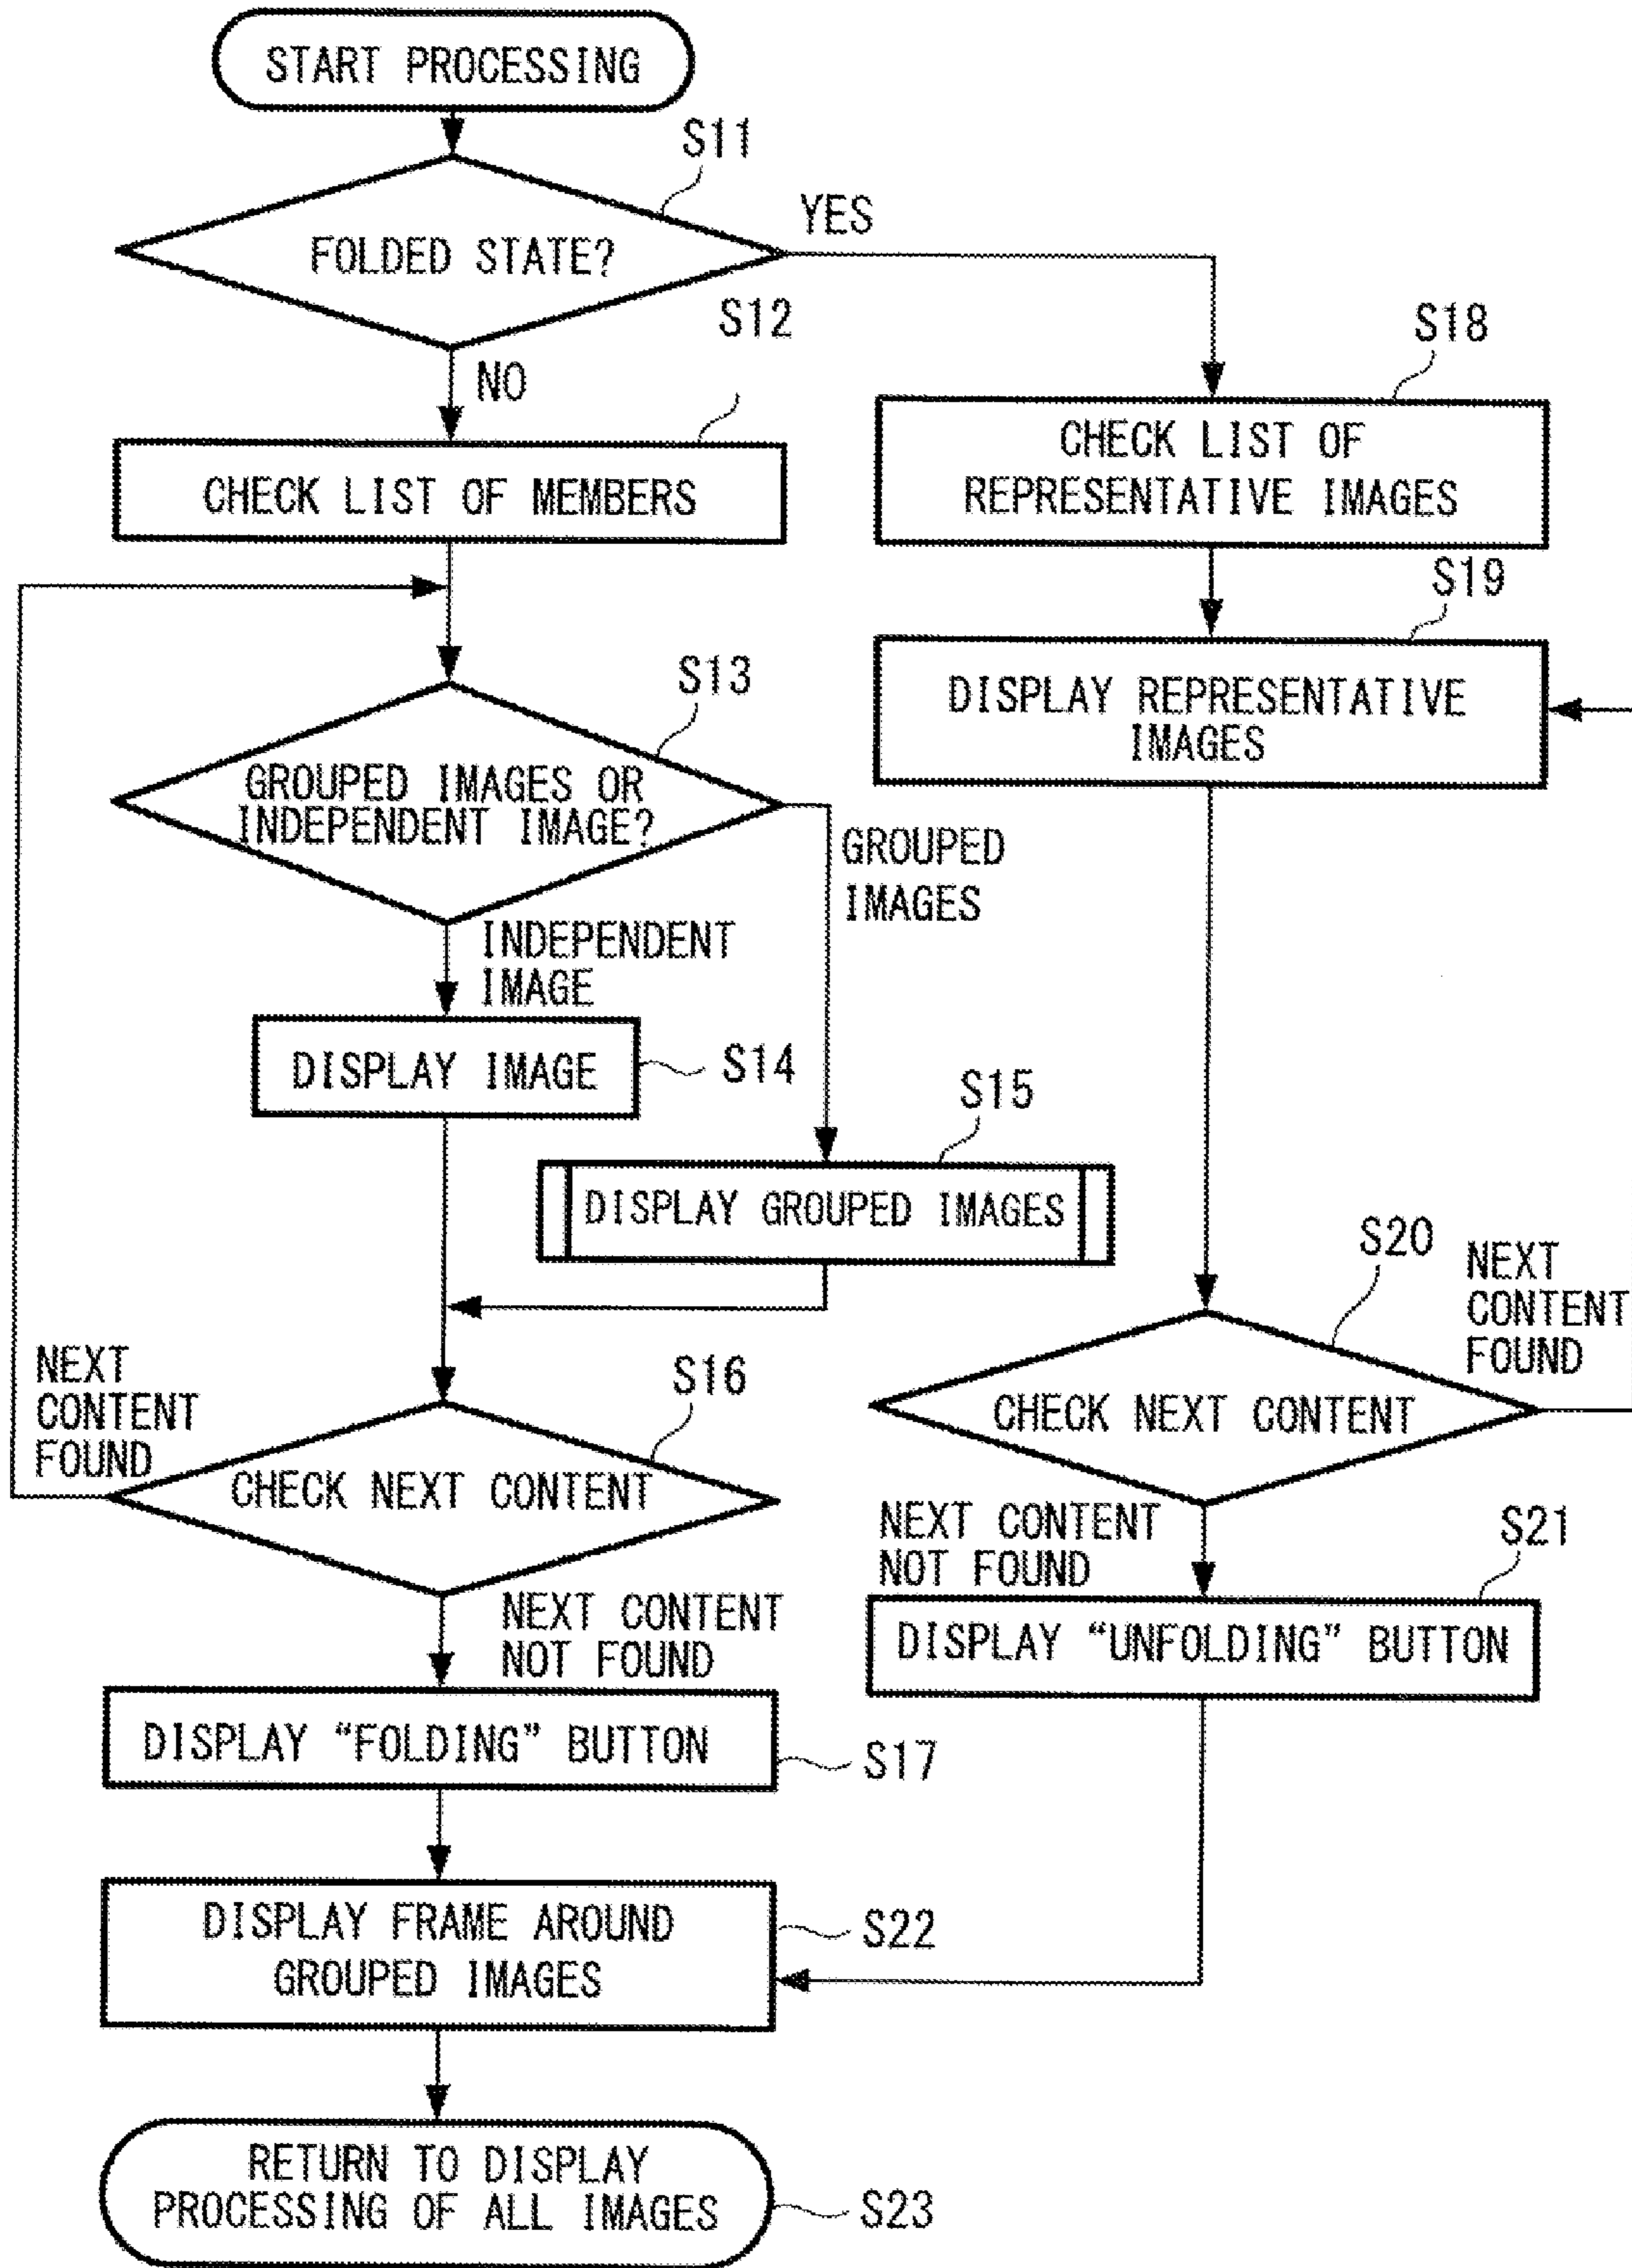 START PROCESSING
S11
FOLDED STATE?
YES
NO
S12
CHECK LIST OF MEMBERS
S18
CHECK LIST OF
REPRESENTATIVE IMAGES
S19
DISPLAY REPRESENTATIVE
IMAGES
S13
GROUPED IMAGES OR
INDEPENDENT IMAGE?
GROUPED
IMAGES
INDEPENDENT
IMAGE
DISPLAY IMAGE
S14
S15
DISPLAY GROUPED IMAGES
S20
NEXT
CONTENT
FOUND
CHECK NEXT CONTENT
NEXT
CONTENT
FOUND
S16
CHECK NEXT CONTENT
NEXT CONTENT
NOT FOUND
S21
DISPLAY “UNFOLDING” BUTTON
NEXT CONTENT
NOT FOUND
DISPLAY “FOLDING” BUTTON
S17
DISPLAY FRAME AROUND
GROUPED IMAGES
S22
RETURN TO DISPLAY
PROCESSING OF ALL IMAGES
S23